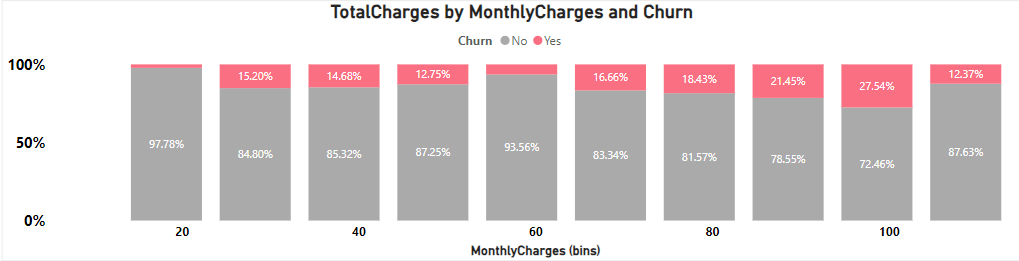 TotalCharges by MonthlyCharges and Churn
Churn No Yes
100%
50%
0%
15.20% 14.68% 12.75% 16.66% 18.43% 21.45% 27.54% 12.37%
97.78% 84.80% 85.32% 87.25% 93.56% 83.34% 81.57% 78.55% 72.46% 87.63%
20 40 60 80 100
MonthlyCharges (bins)